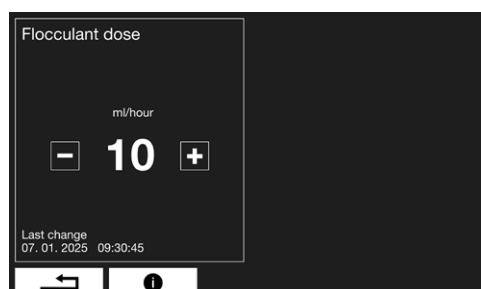 Flocculant dose
ml/hour
− 10 +
Last change
07. 01. 2025 09:30:45